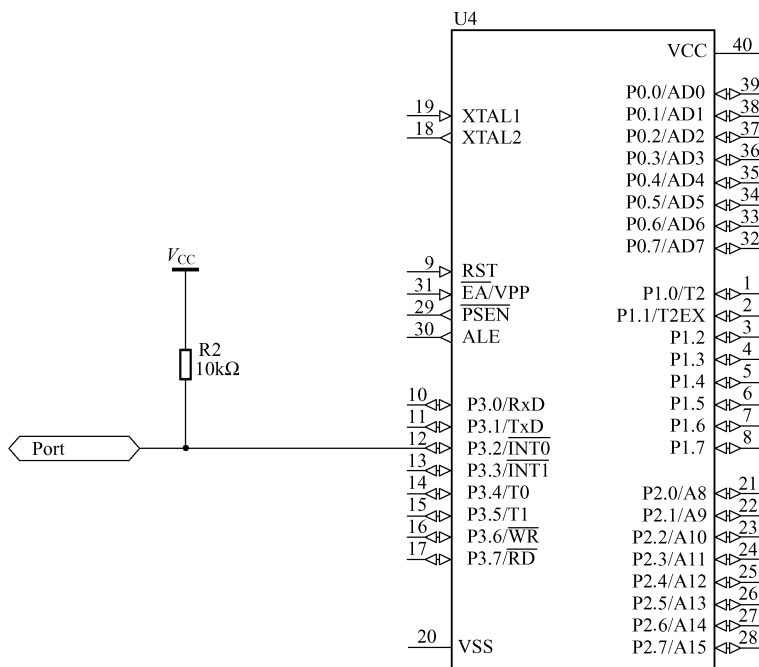 U4
VCC 40
19 XTAL1
18 XTAL2
P0.0/AD0 39
P0.1/AD1 38
P0.2/AD2 37
P0.3/AD3 36
P0.4/AD4 35
P0.5/AD5 34
P0.6/AD6 33
P0.7/AD7 32
VCC
R2
10kΩ
Port
9 RST
31 EA/VPP
29 PSEN
30 ALE
P1.0/T2 1
P1.1/T2EX 2
P1.2 3
P1.3 4
P1.4 5
P1.5 6
P1.6 7
P1.7 8
10 P3.0/RxD
11 P3.1/TxD
12 P3.2/INT0
13 P3.3/INT1
14 P3.4/T0
15 P3.5/T1
16 P3.6/WR
17 P3.7/RD
P2.0/A8 21
P2.1/A9 22
P2.2/A10 23
P2.3/A11 24
P2.4/A12 25
P2.5/A13 26
P2.6/A14 27
P2.7/A15 28
20 VSS